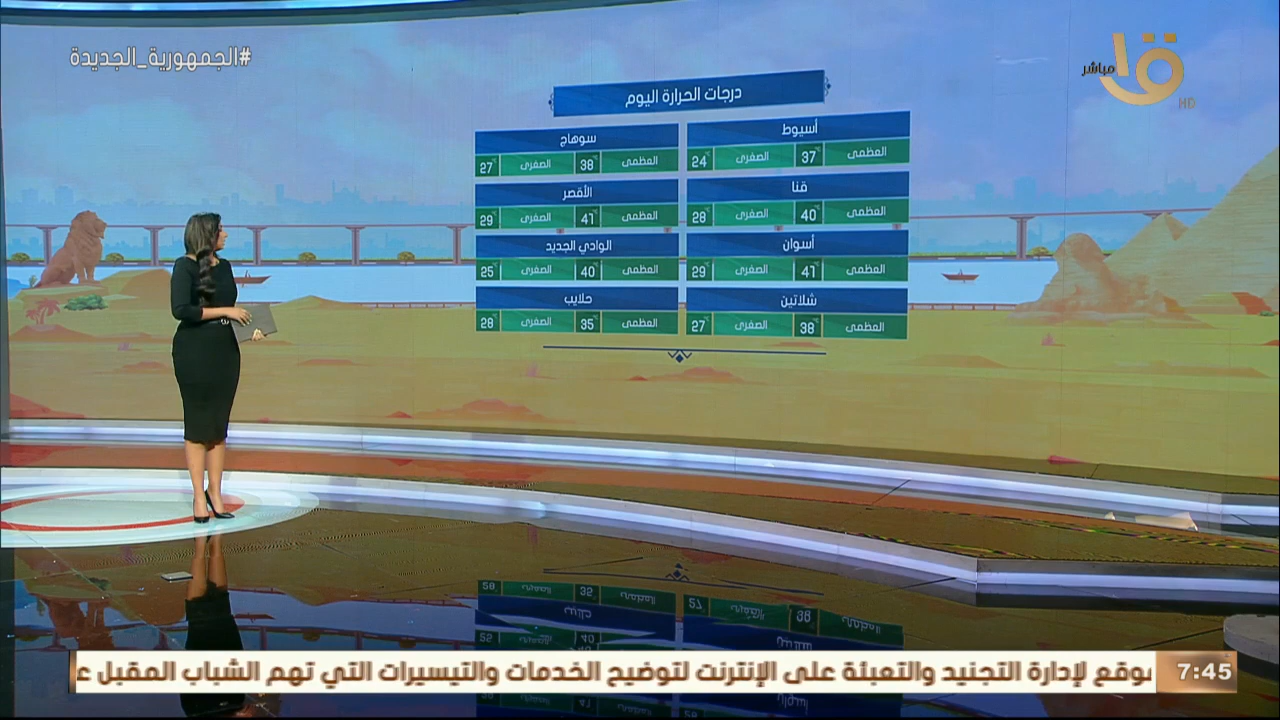 #الجمهورية_الجديدة
مباشر
HD
درجات الحرارة اليوم
أسيوط
العظمى 37 الصغرى 24
سوهاج
العظمى 38 الصغرى 27
قنا
العظمى 40 الصغرى 28
الأقصر
العظمى 41 الصغرى 29
أسوان
العظمى 41 الصغرى 29
الوادي الجديد
العظمى 40 الصغرى 25
شلاتين
العظمى 38 الصغرى 27
حلايب
العظمى 35 الصغرى 28
7:45
موقع لإدارة التجنيد والتعبئة على الإنترنت لتوضيح الخدمات والتيسيرات التي تهم الشباب المقبل ع